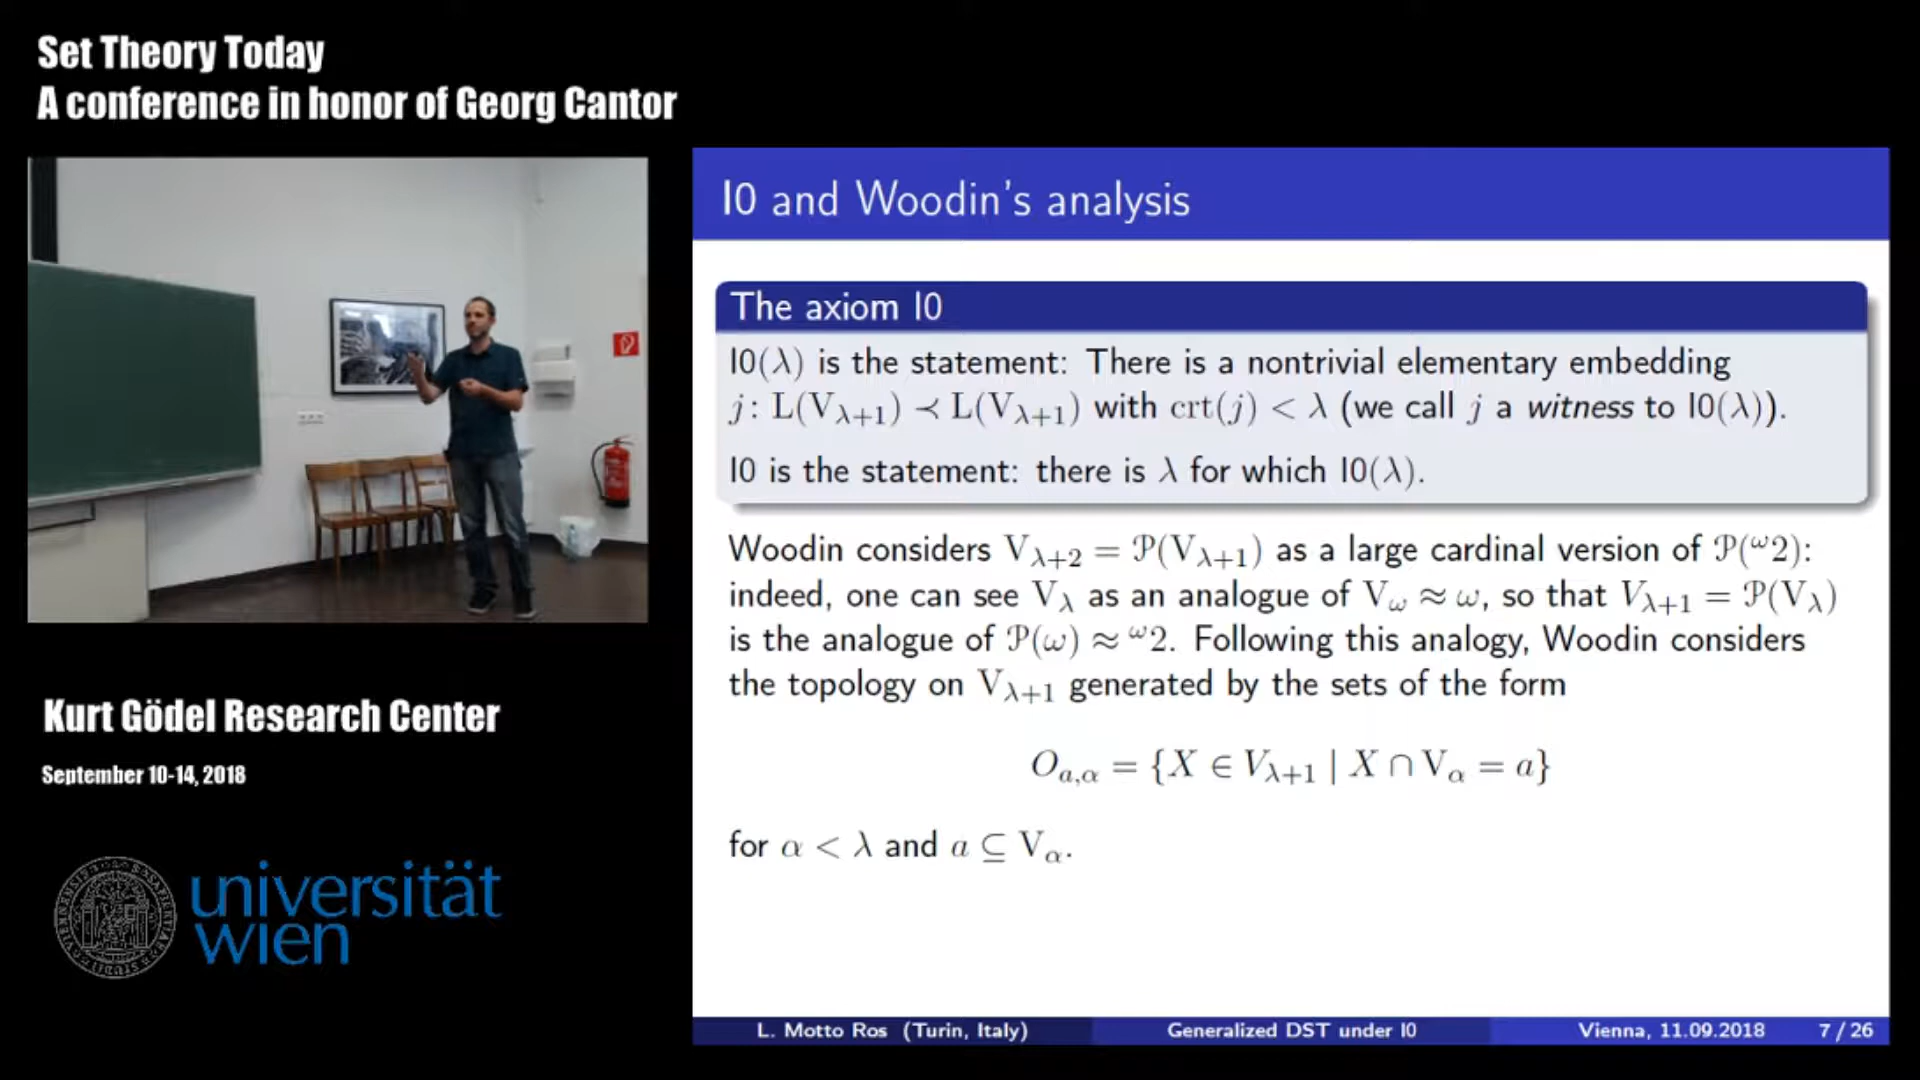 Set Theory Today
A conference in honor of Georg Cantor
I0 and Woodin's analysis
The axiom I0
I0(λ) is the statement: There is a nontrivial elementary embedding
j: L(V_{λ+1}) ≺ L(V_{λ+1}) with crt(j) < λ (we call j a witness to I0(λ)).
I0 is the statement: there is λ for which I0(λ).
Woodin considers V_{λ+2} = 𝒫(V_{λ+1}) as a large cardinal version of 𝒫(^ω2):
indeed, one can see V_λ as an analogue of V_ω ≈ ω, so that V_{λ+1} = 𝒫(V_λ)
is the analogue of 𝒫(ω) ≈ ^ω2. Following this analogy, Woodin considers
the topology on V_{λ+1} generated by the sets of the form
O_{a,α} = {X ∈ V_{λ+1} | X ∩ V_α = a}
for α < λ and a ⊆ V_α.
L. Motto Ros (Turin, Italy) Generalized DST under I0 Vienna, 11.09.2018 7 / 26
Kurt Gödel Research Center
September 10-14, 2018
universität
wien